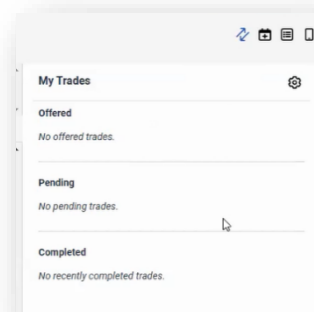 My Trades
Offered
No offered trades.
Pending
No pending trades.
Completed
No recently completed trades.